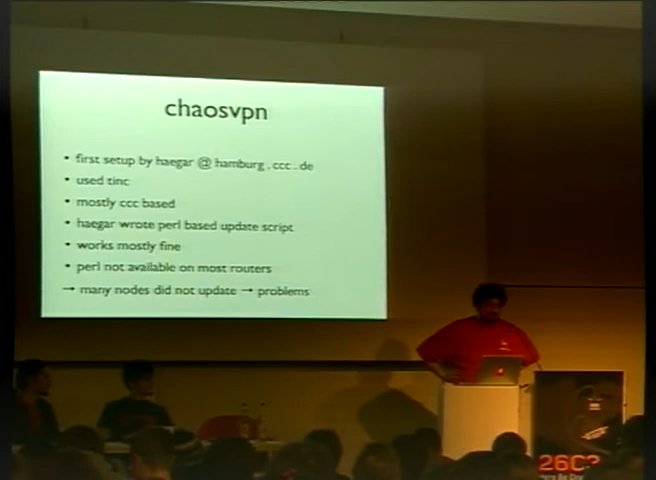 chaosvpn
• first setup by haegar @ hamburg . ccc . de
• used tinc
• mostly ccc based
• haegar wrote perl based update script
• works mostly fine
• perl not available on most routers
→ many nodes did not update → problems
26C3